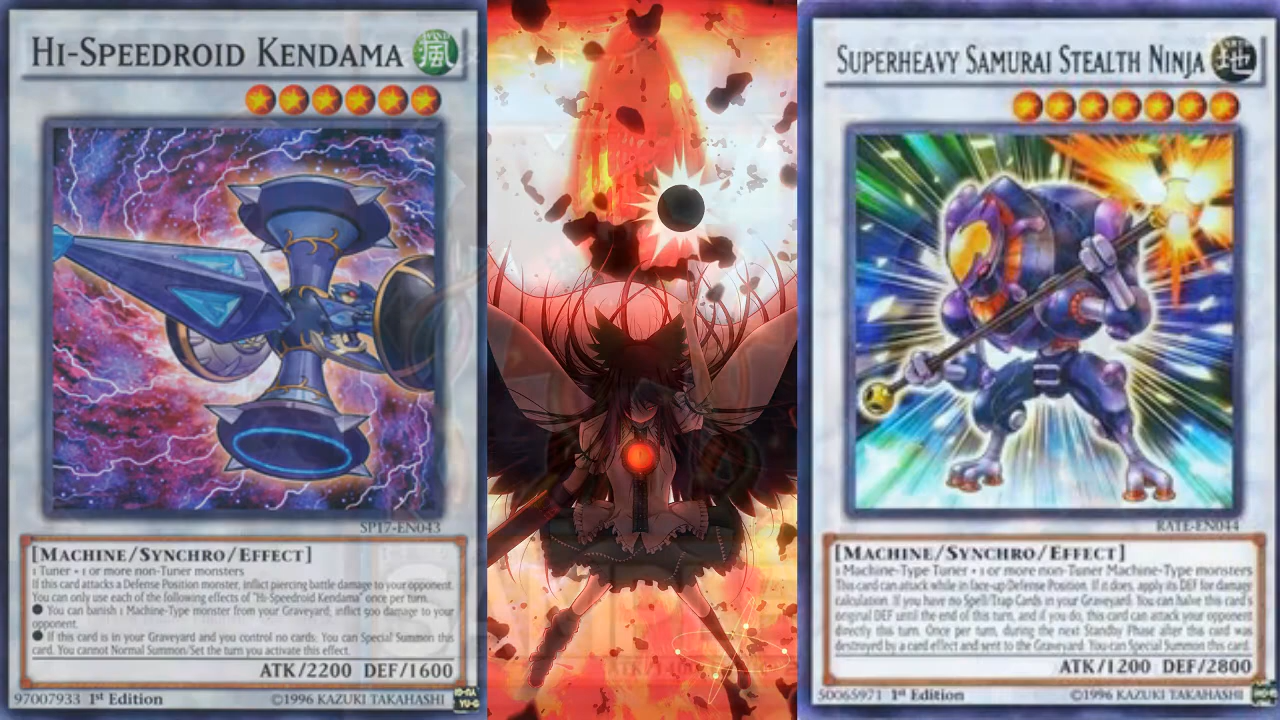 HI-SPEEDROID KENDAMA
WIND
風
SP17-EN043
[MACHINE/SYNCHRO/EFFECT]
1 Tuner + 1 or more non-Tuner monsters
If this card attacks a Defense Position monster, inflict piercing battle damage to your opponent.
You can only use each of the following effects of "Hi-Speedroid Kendama" once per turn.
● You can banish 1 Machine-Type monster from your Graveyard; inflict 500 damage to your
opponent.
● If this card is in your Graveyard and you control no cards: You can Special Summon this
card. You cannot Normal Summon/Set the turn you activate this effect.
ATK/2200 DEF/1600
97007933 1st Edition ©1996 KAZUKI TAKAHASHI
SUPERHEAVY SAMURAI STEALTH NINJA
地
RATE-EN044
[MACHINE/SYNCHRO/EFFECT]
1 Machine-Type Tuner + 1 or more non-Tuner Machine-Type monsters
This card can attack while in face-up Defense Position. If it does, apply its DEF for damage
calculation. If you have no Spell/Trap Cards in your Graveyard: You can halve this card's
original DEF until the end of this turn, and if you do, this card can attack your opponent
directly this turn. Once per turn, during the next Standby Phase after this card was
destroyed by a card effect and sent to the Graveyard: You can Special Summon this card.
ATK/1200 DEF/2800
50065971 1st Edition ©1996 KAZUKI TAKAHASHI